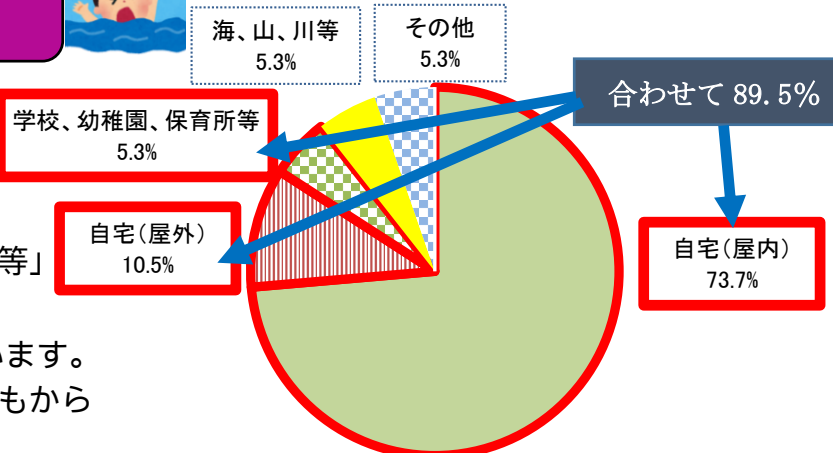 海、山、川等
5.3%
その他
5.3%
合わせて 89.5%
学校、幼稚園、保育所等
5.3%
自宅（屋外）
10.5%
自宅（屋内）
73.7%
等」
います。
もから